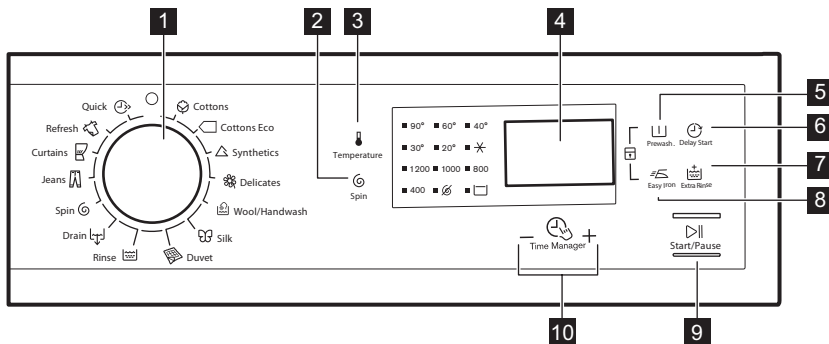 1
2
3
4
5
6
7
8
9
10
Quick
Refresh
Curtains
Jeans
Spin
Drain
Rinse
Cottons
Cottons Eco
Synthetics
Delicates
Wool/Handwash
Silk
Duvet
Temperature
Spin
90° 60° 40°
30° 20°
1200 1000 800
400
Prewash. Delay Start
Easy Iron Extra Rinse
− Time Manager +
Start/Pause